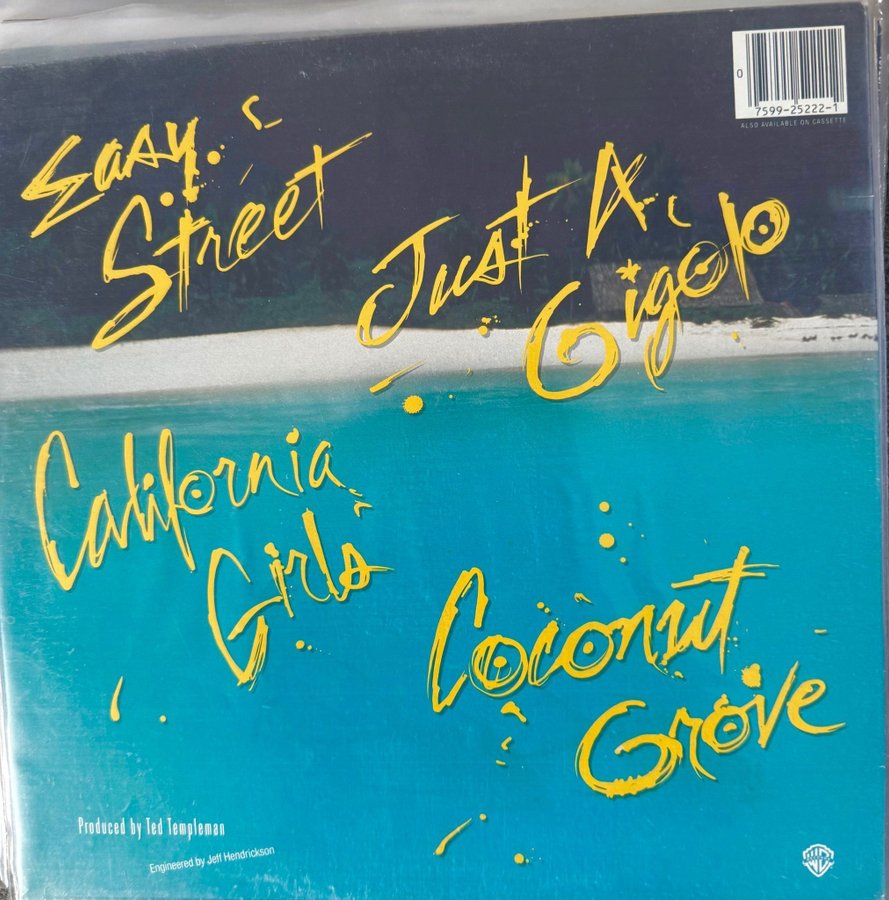 0
7599-25222-1
ALSO AVAILABLE ON CASSETTE
Easy
Street
Just A
Gigolo
California
Girls
Coconut
Grove
Produced by Ted Templeman
Engineered by Jeff Hendrickson